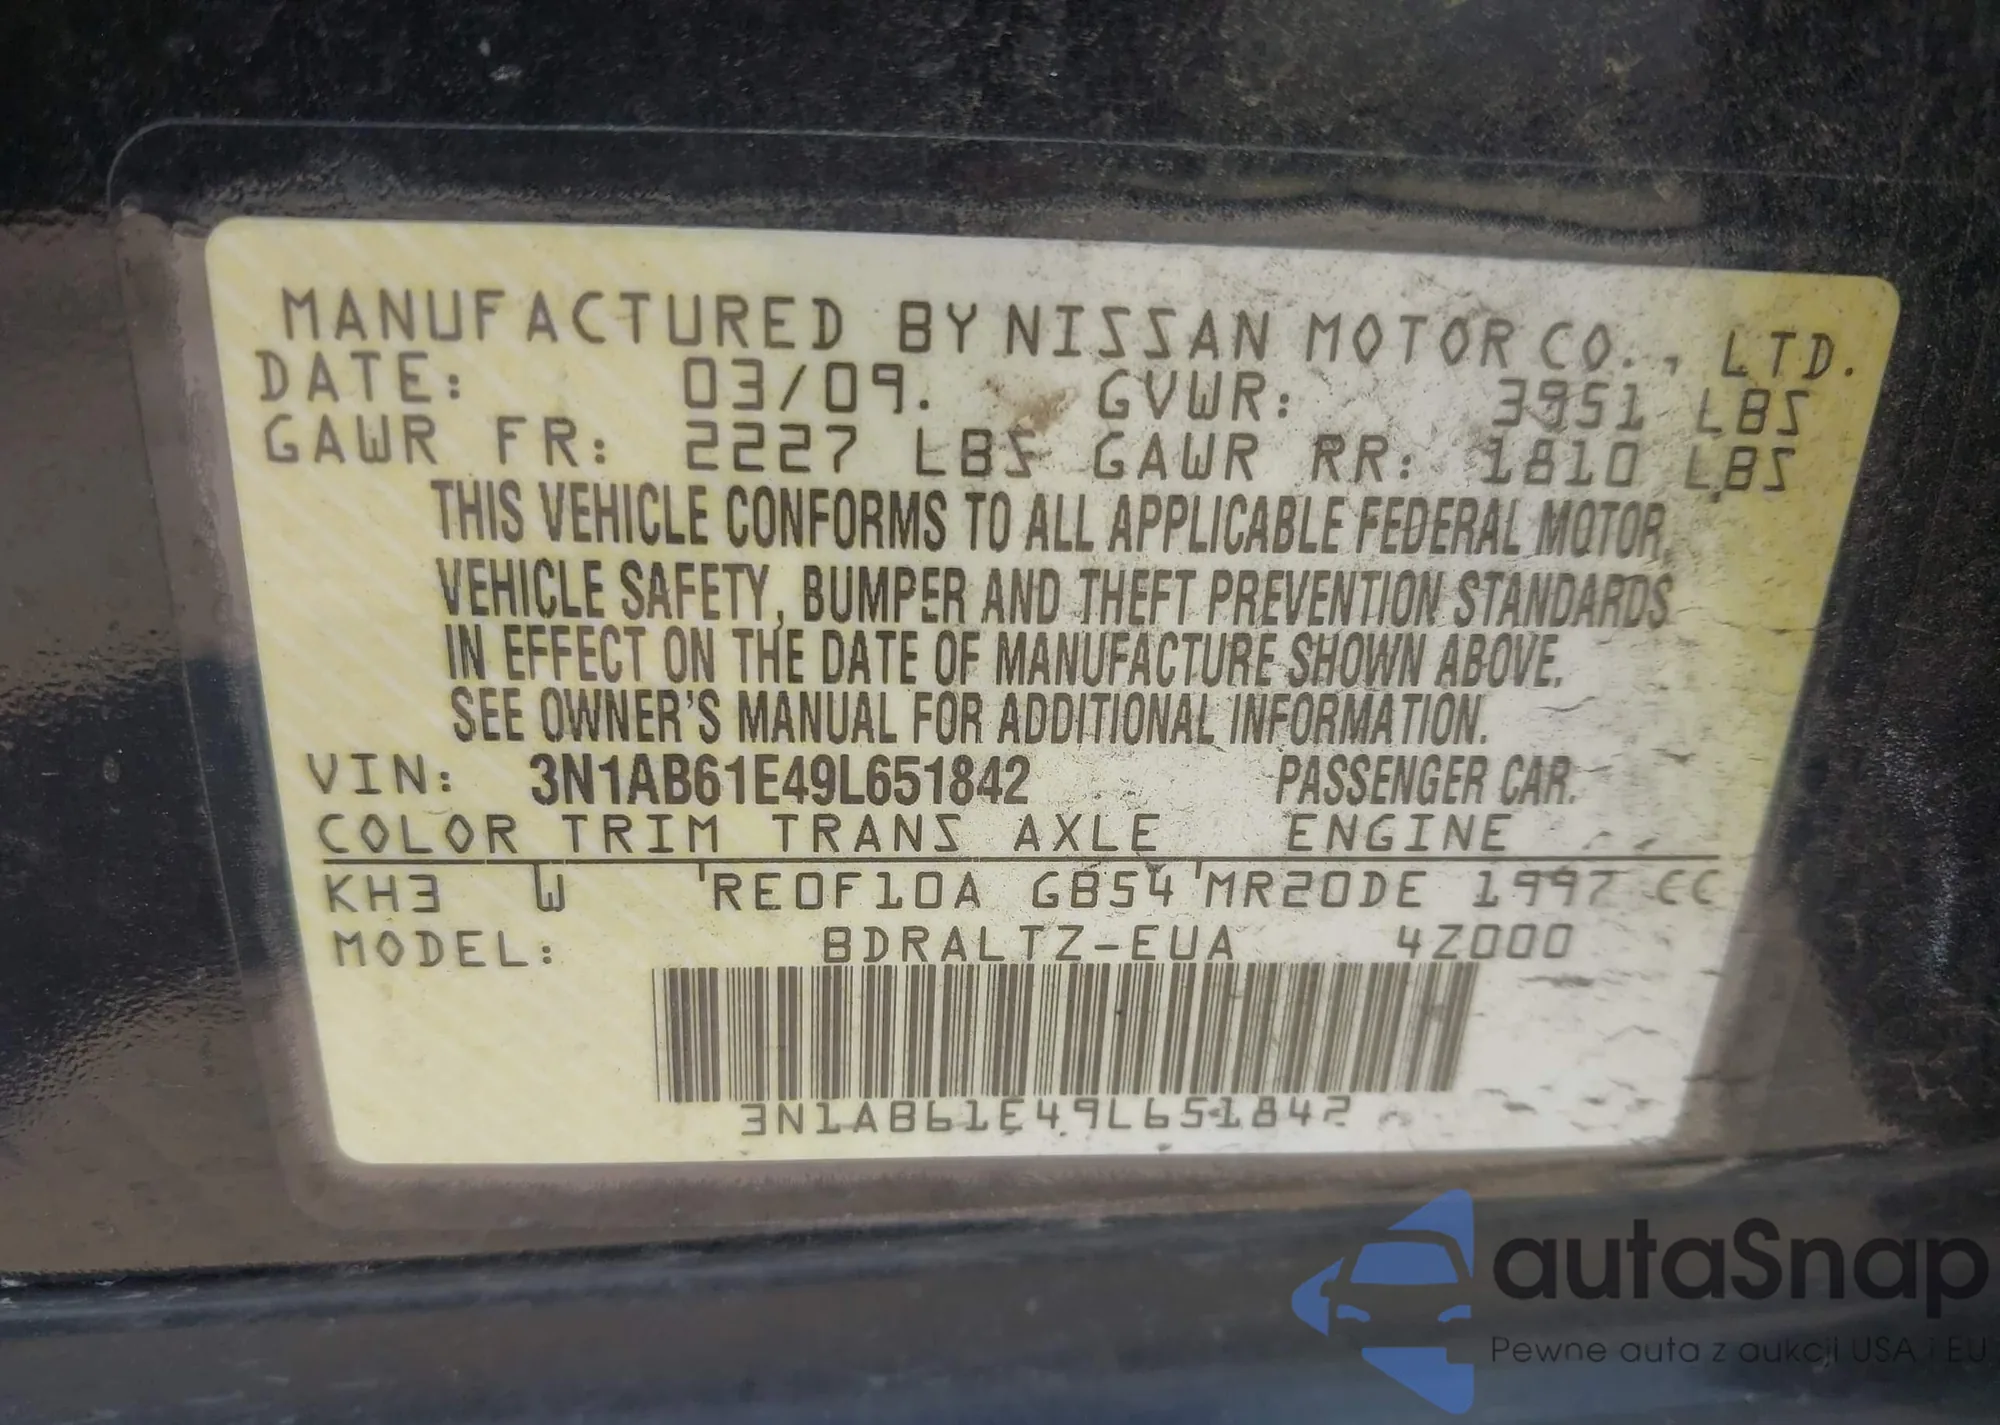 MANUFACTURED BY NISSAN MOTOR CO., LTD.
DATE: 03/09. GVWR: 3951 LBS
GAWR FR: 2227 LBS GAWR RR: 1810 LBS
THIS VEHICLE CONFORMS TO ALL APPLICABLE FEDERAL MOTOR
VEHICLE SAFETY, BUMPER AND THEFT PREVENTION STANDARDS
IN EFFECT ON THE DATE OF MANUFACTURE SHOWN ABOVE.
SEE OWNER'S MANUAL FOR ADDITIONAL INFORMATION.
VIN: 3N1AB61E49L651842 PASSENGER CAR.
COLOR TRIM TRANS AXLE ENGINE
KH3 W 'RE0F10A GB54 'MR20DE 1997 CC
MODEL: BDRALTZ-EUA 4Z000
3N1AB61E49L651842
autaSnap
Pewne auta z aukcji USA i EU